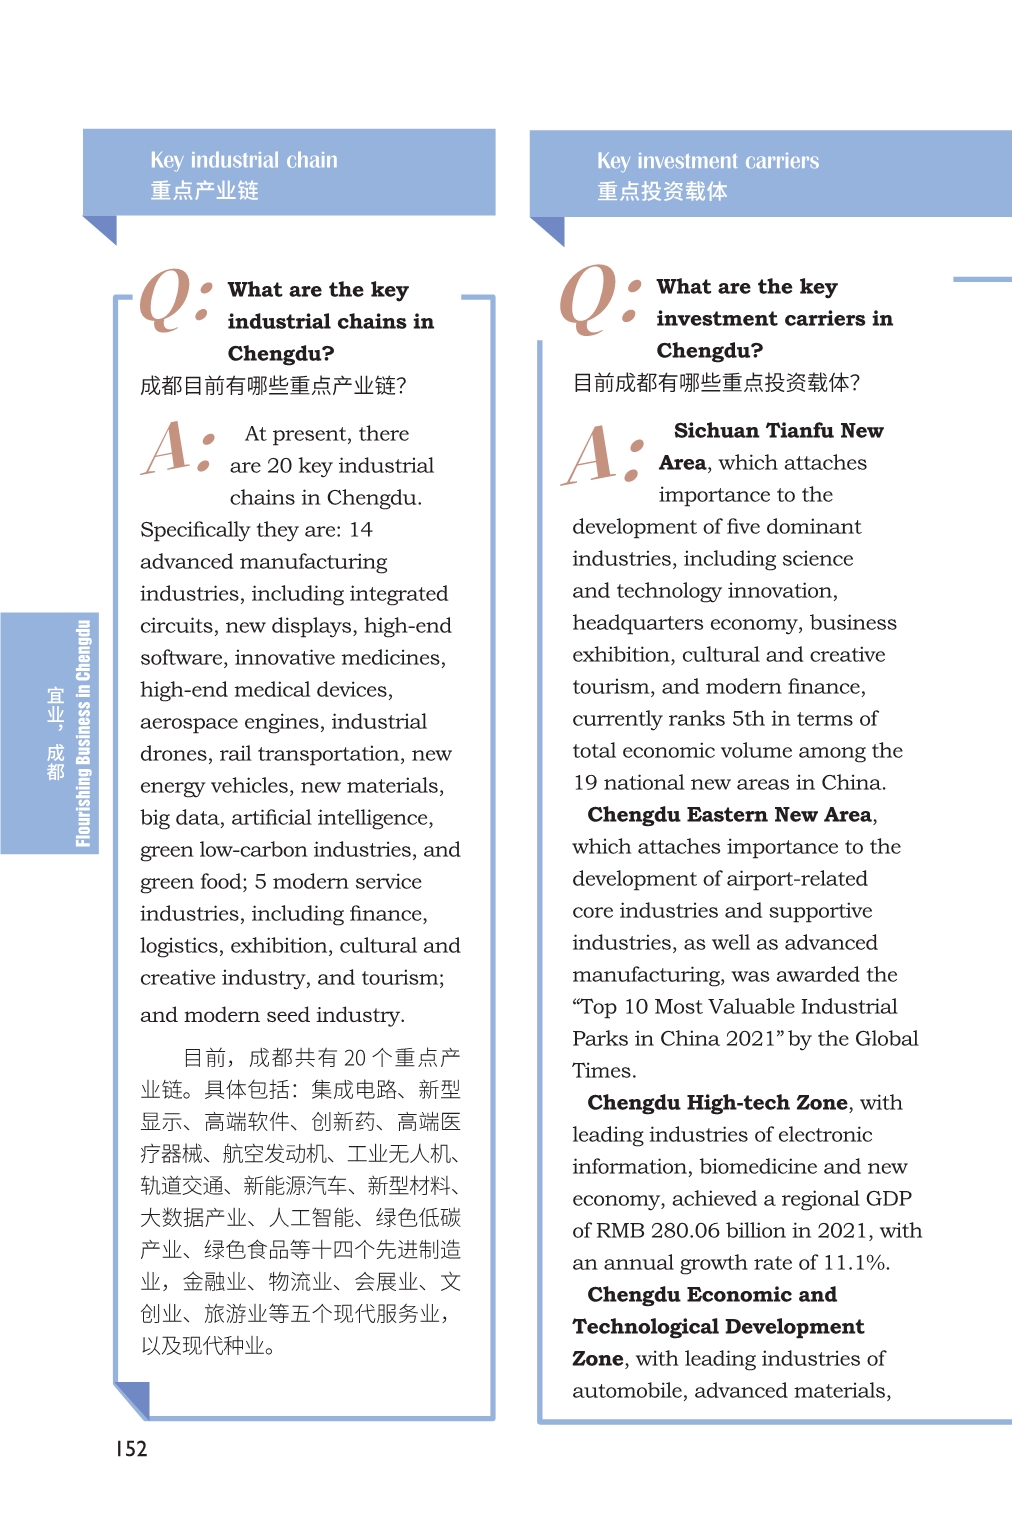 Key industrial chain
重点产业链
Q: What are the key
industrial chains in
Chengdu?
成都目前有哪些重点产业链？
A: At present, there
are 20 key industrial
chains in Chengdu.
Specifically they are: 14
advanced manufacturing
industries, including integrated
circuits, new displays, high-end
software, innovative medicines,
high-end medical devices,
aerospace engines, industrial
drones, rail transportation, new
energy vehicles, new materials,
big data, artificial intelligence,
green low-carbon industries, and
green food; 5 modern service
industries, including finance,
logistics, exhibition, cultural and
creative industry, and tourism;
and modern seed industry.
目前，成都共有 20 个重点产
业链。具体包括：集成电路、新型
显示、高端软件、创新药、高端医
疗器械、航空发动机、工业无人机、
轨道交通、新能源汽车、新型材料、
大数据产业、人工智能、绿色低碳
产业、绿色食品等十四个先进制造
业，金融业、物流业、会展业、文
创业、旅游业等五个现代服务业，
以及现代种业。
Key investment carriers
重点投资载体
Q: What are the key
investment carriers in
Chengdu?
目前成都有哪些重点投资载体？
A: Sichuan Tianfu New
Area, which attaches
importance to the
development of five dominant
industries, including science
and technology innovation,
headquarters economy, business
exhibition, cultural and creative
tourism, and modern finance,
currently ranks 5th in terms of
total economic volume among the
19 national new areas in China.
Chengdu Eastern New Area,
which attaches importance to the
development of airport-related
core industries and supportive
industries, as well as advanced
manufacturing, was awarded the
“Top 10 Most Valuable Industrial
Parks in China 2021” by the Global
Times.
Chengdu High-tech Zone, with
leading industries of electronic
information, biomedicine and new
economy, achieved a regional GDP
of RMB 280.06 billion in 2021, with
an annual growth rate of 11.1%.
Chengdu Economic and
Technological Development
Zone, with leading industries of
automobile, advanced materials,
宜业，成都
Flourishing Business in Chengdu
152